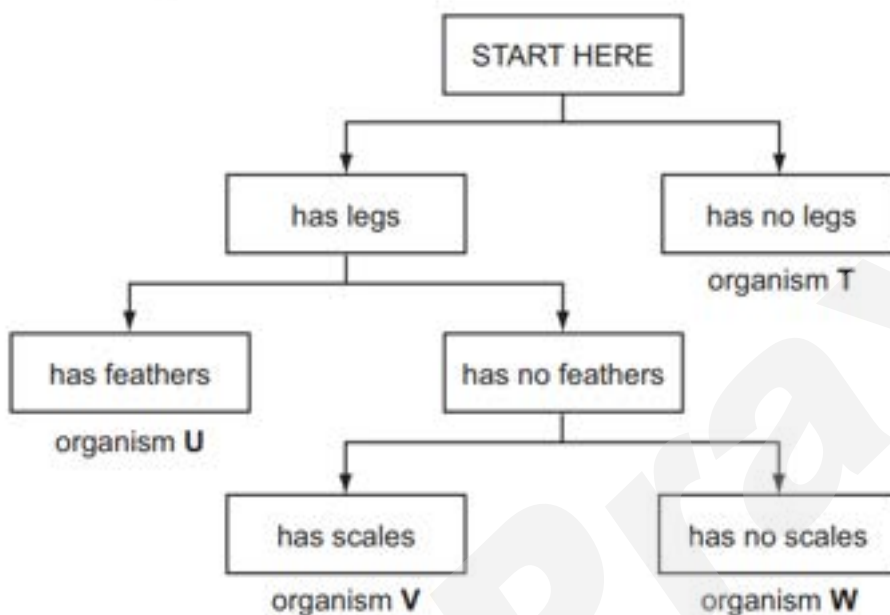 START HERE
has legs
has no legs
organism T
has feathers
has no feathers
organism U
has scales
has no scales
organism V
organism W
Pra